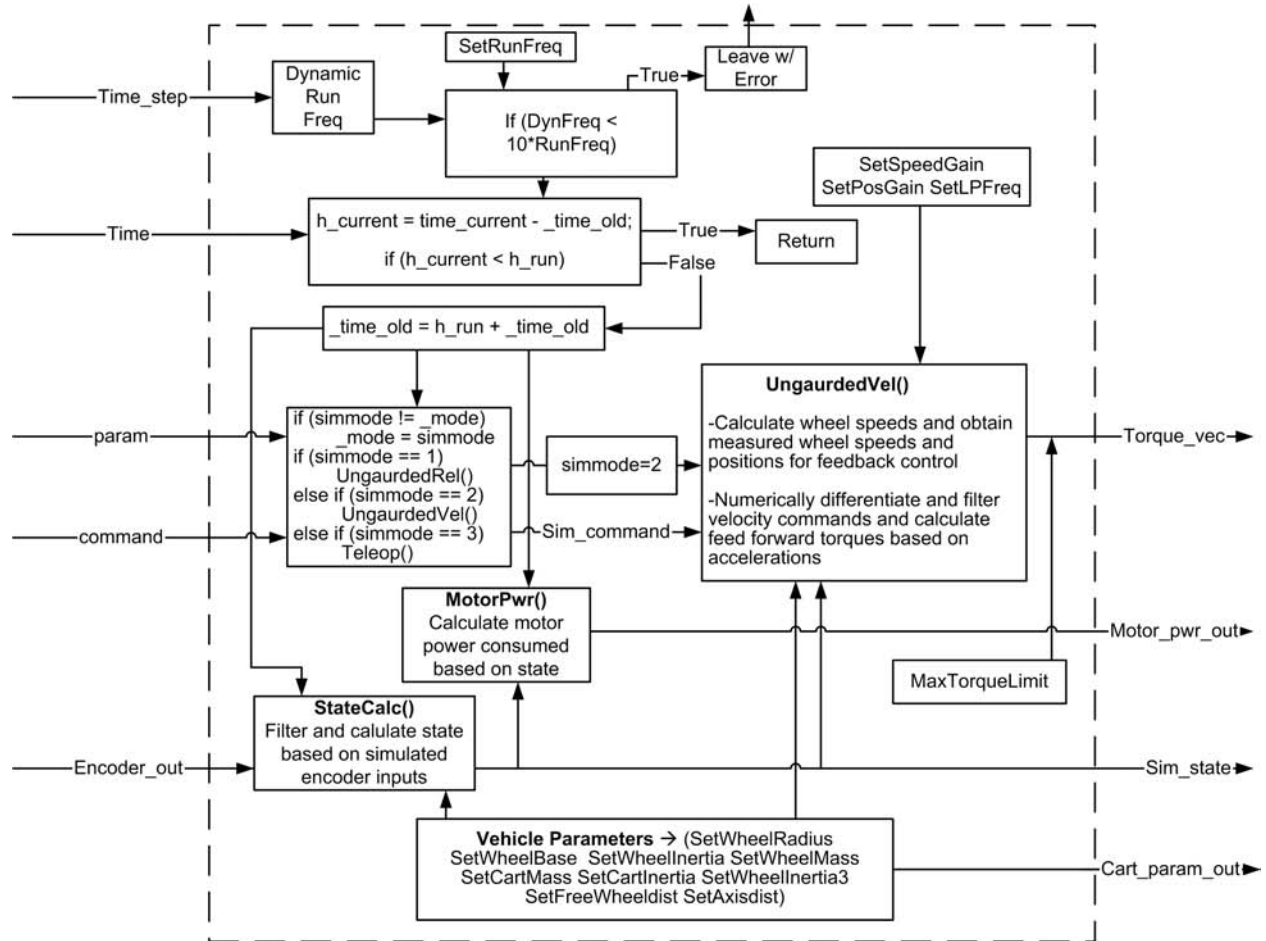 SetRunFreq
Leave w/
Error
True
Dynamic
Run
Freq
Time_step
If (DynFreq <
10*RunFreq)
SetSpeedGain
SetPosGain SetLPFreq
h_current = time_current - _time_old;
if (h_current < h_run)
Time
True
Return
False
_time_old = h_run + _time_old
UngaurdedVel()
-Calculate wheel speeds and obtain
measured wheel speeds and
positions for feedback control
-Numerically differentiate and filter
velocity commands and calculate
feed forward torques based on
accelerations
param
command
if (simmode != _mode)
_mode = simmode
if (simmode == 1)
UngaurdedRel()
else if (simmode == 2)
UngaurdedVel()
else if (simmode == 3)
Teleop()
simmode=2
Sim_command
Torque_vec
MotorPwr()
Calculate motor
power consumed
based on state
Motor_pwr_out
MaxTorqueLimit
StateCalc()
Filter and calulate state
based on simulated
encoder inputs
Encoder_out
Sim_state
Vehicle Parameters → (SetWheelRadius
SetWheelBase SetWheelInertia SetWheelMass
SetCartMass SetCartInertia SetWheelInertia3
SetFreeWheeldist SetAxisdist)
Cart_param_out